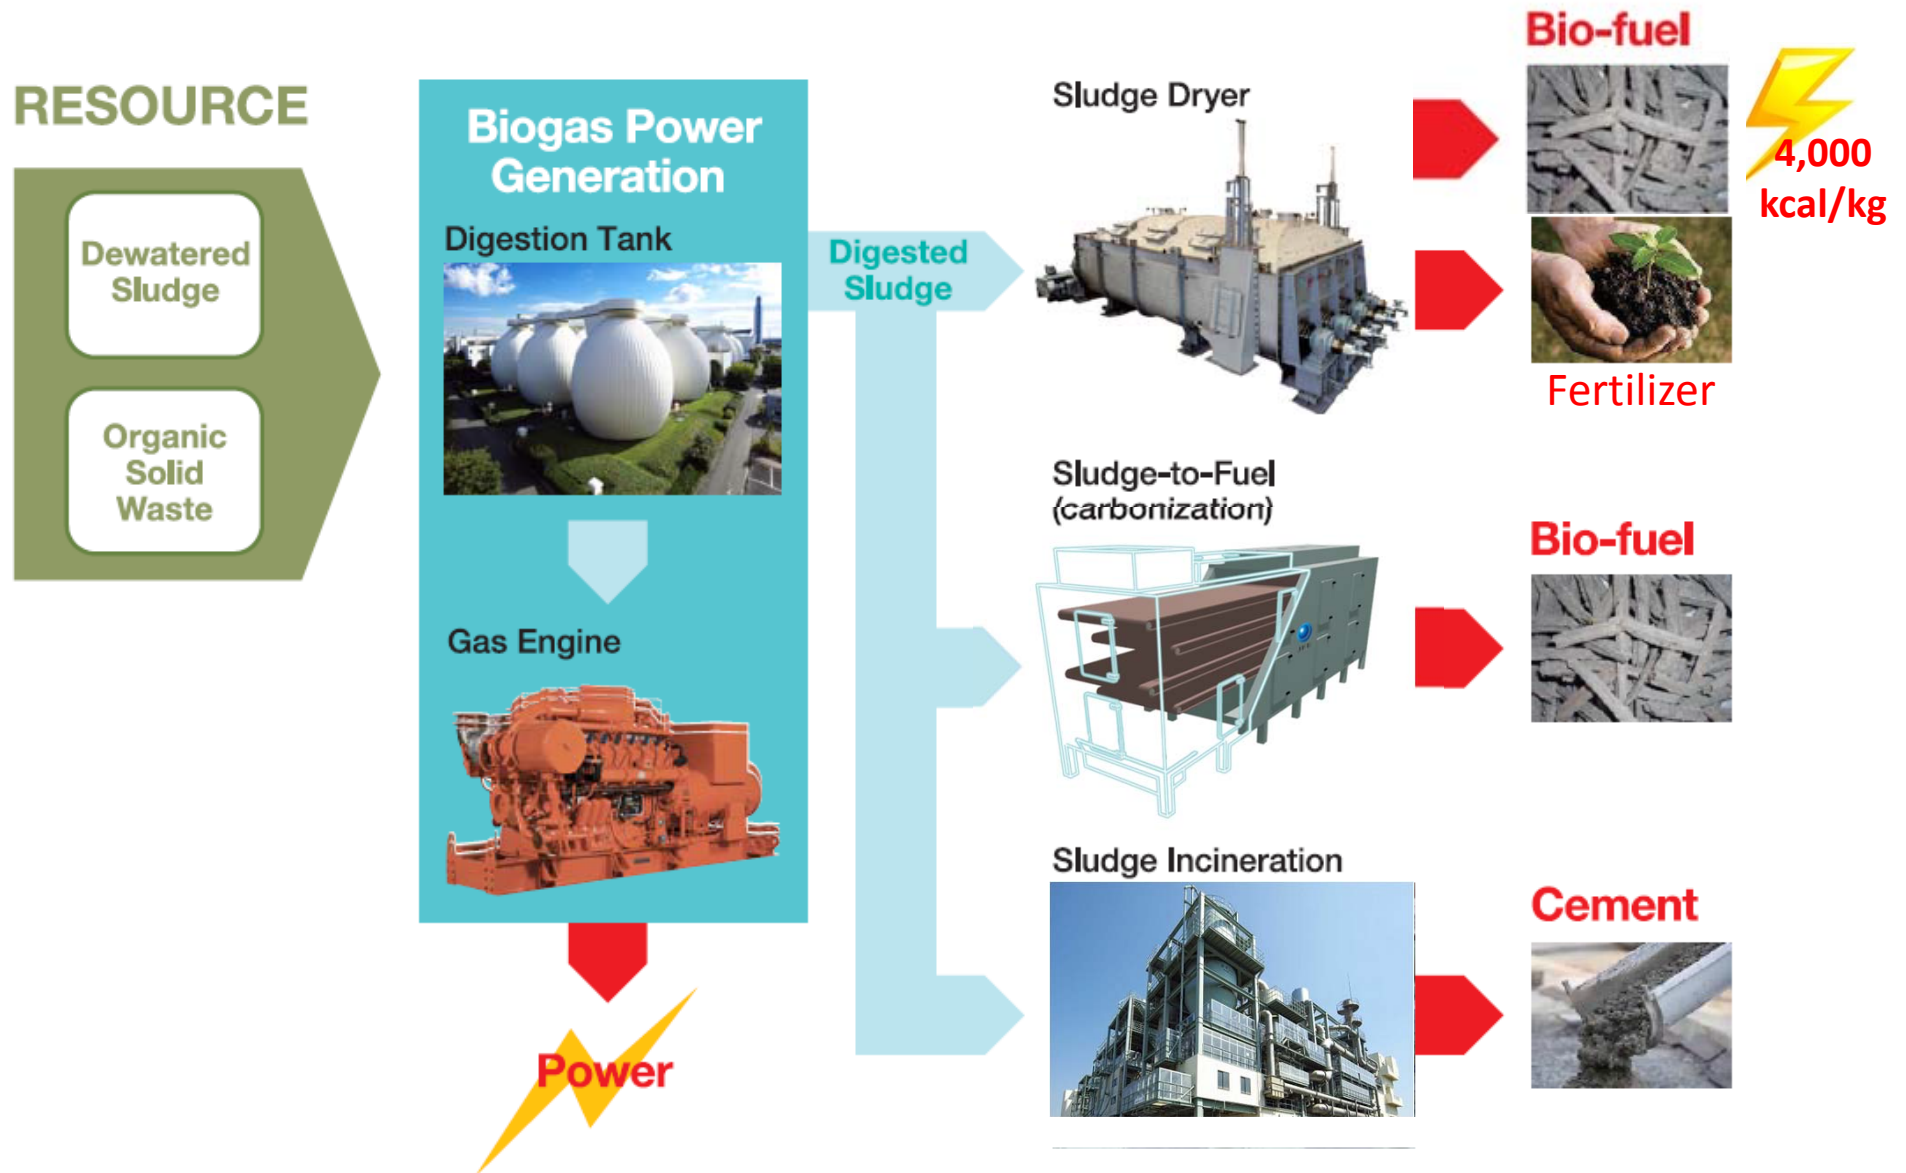 RESOURCE
Dewatered
Sludge
Organic
Solid
Waste
Biogas Power
Generation
Digestion Tank
Gas Engine
Power
Digested
Sludge
Sludge Dryer
Bio-fuel
4,000
kcal/kg
Fertilizer
Sludge-to-Fuel
(carbonization)
Bio-fuel
Sludge Incineration
Cement